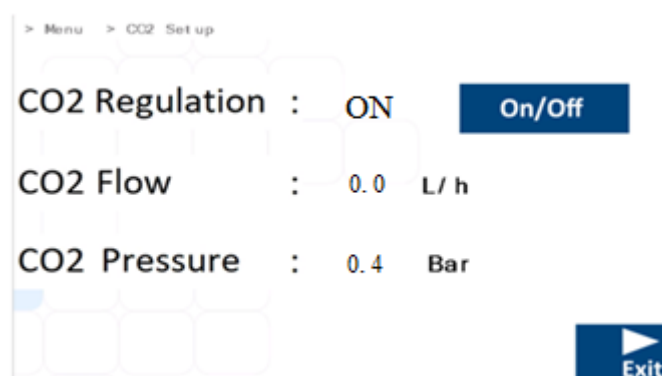 > Menu > CO2 Set up
CO2 Regulation : ON On/Off
CO2 Flow : 0.0 L/h
CO2 Pressure : 0.4 Bar
Exit